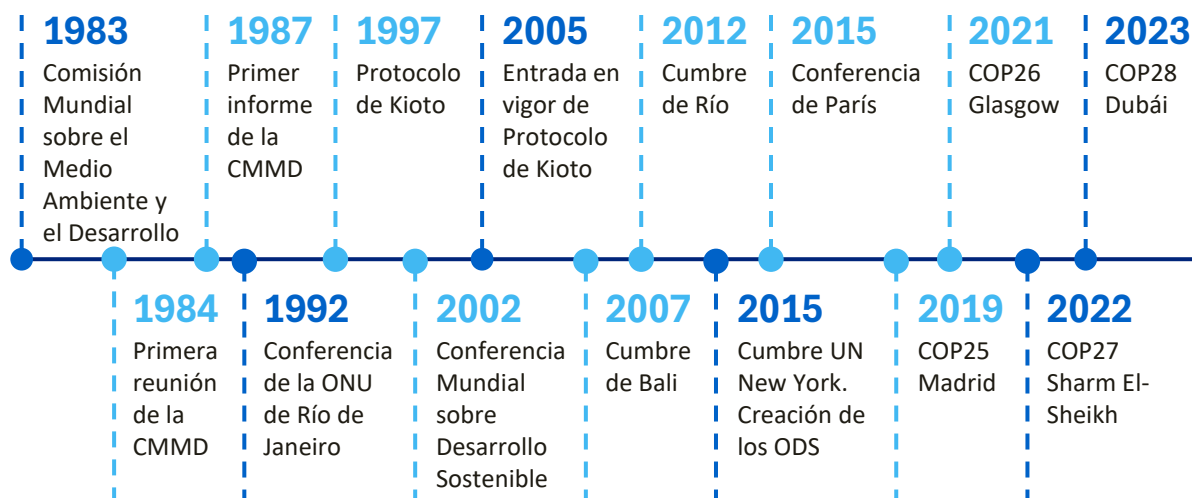 1983
Comisión
Mundial
sobre el
Medio
Ambiente y
el Desarrollo
1987
Primer
informe
de la
CMMD
1997
Protocolo
de Kioto
2005
Entrada en
vigor de
Protocolo
de Kioto
2012
Cumbre
de Río
2015
Conferencia
de París
2021
COP26
Glasgow
2023
COP28
Dubái
1984
Primera
reunión
de la
CMMD
1992
Conferencia
de la ONU
de Río de
Janeiro
2002
Conferencia
Mundial
sobre
Desarrollo
Sostenible
2007
Cumbre
de Bali
2015
Cumbre UN
New York.
Creación de
los ODS
2019
COP25
Madrid
2022
COP27
Sharm El-
Sheikh